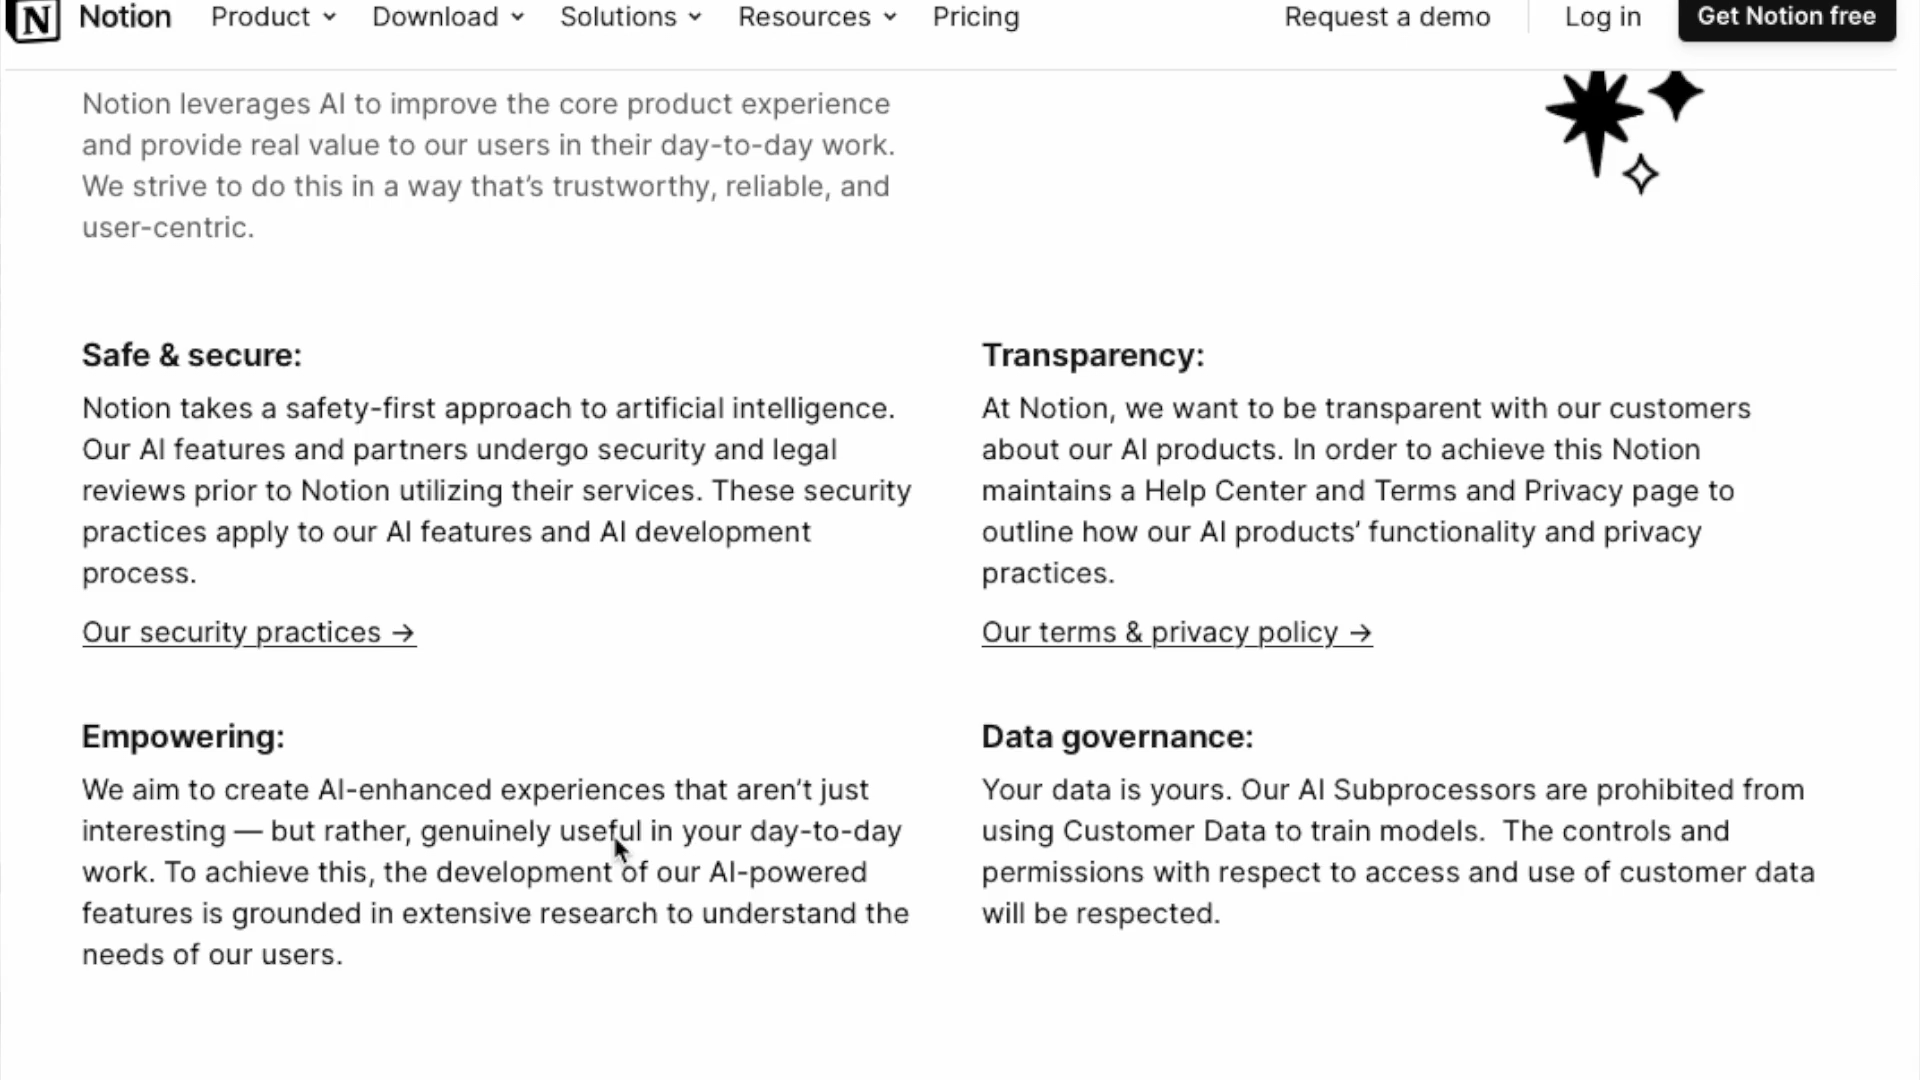 Notion Product Download Solutions Resources Pricing Request a demo Log in Get Notion free
Notion leverages AI to improve the core product experience
and provide real value to our users in their day-to-day work.
We strive to do this in a way that’s trustworthy, reliable, and
user-centric.
Safe & secure:
Notion takes a safety-first approach to artificial intelligence.
Our AI features and partners undergo security and legal
reviews prior to Notion utilizing their services. These security
practices apply to our AI features and AI development
process.
Our security practices →
Transparency:
At Notion, we want to be transparent with our customers
about our AI products. In order to achieve this Notion
maintains a Help Center and Terms and Privacy page to
outline how our AI products’ functionality and privacy
practices.
Our terms & privacy policy →
Empowering:
We aim to create AI-enhanced experiences that aren’t just
interesting — but rather, genuinely useful in your day-to-day
work. To achieve this, the development of our AI-powered
features is grounded in extensive research to understand the
needs of our users.
Data governance:
Your data is yours. Our AI Subprocessors are prohibited from
using Customer Data to train models.  The controls and
permissions with respect to access and use of customer data
will be respected.